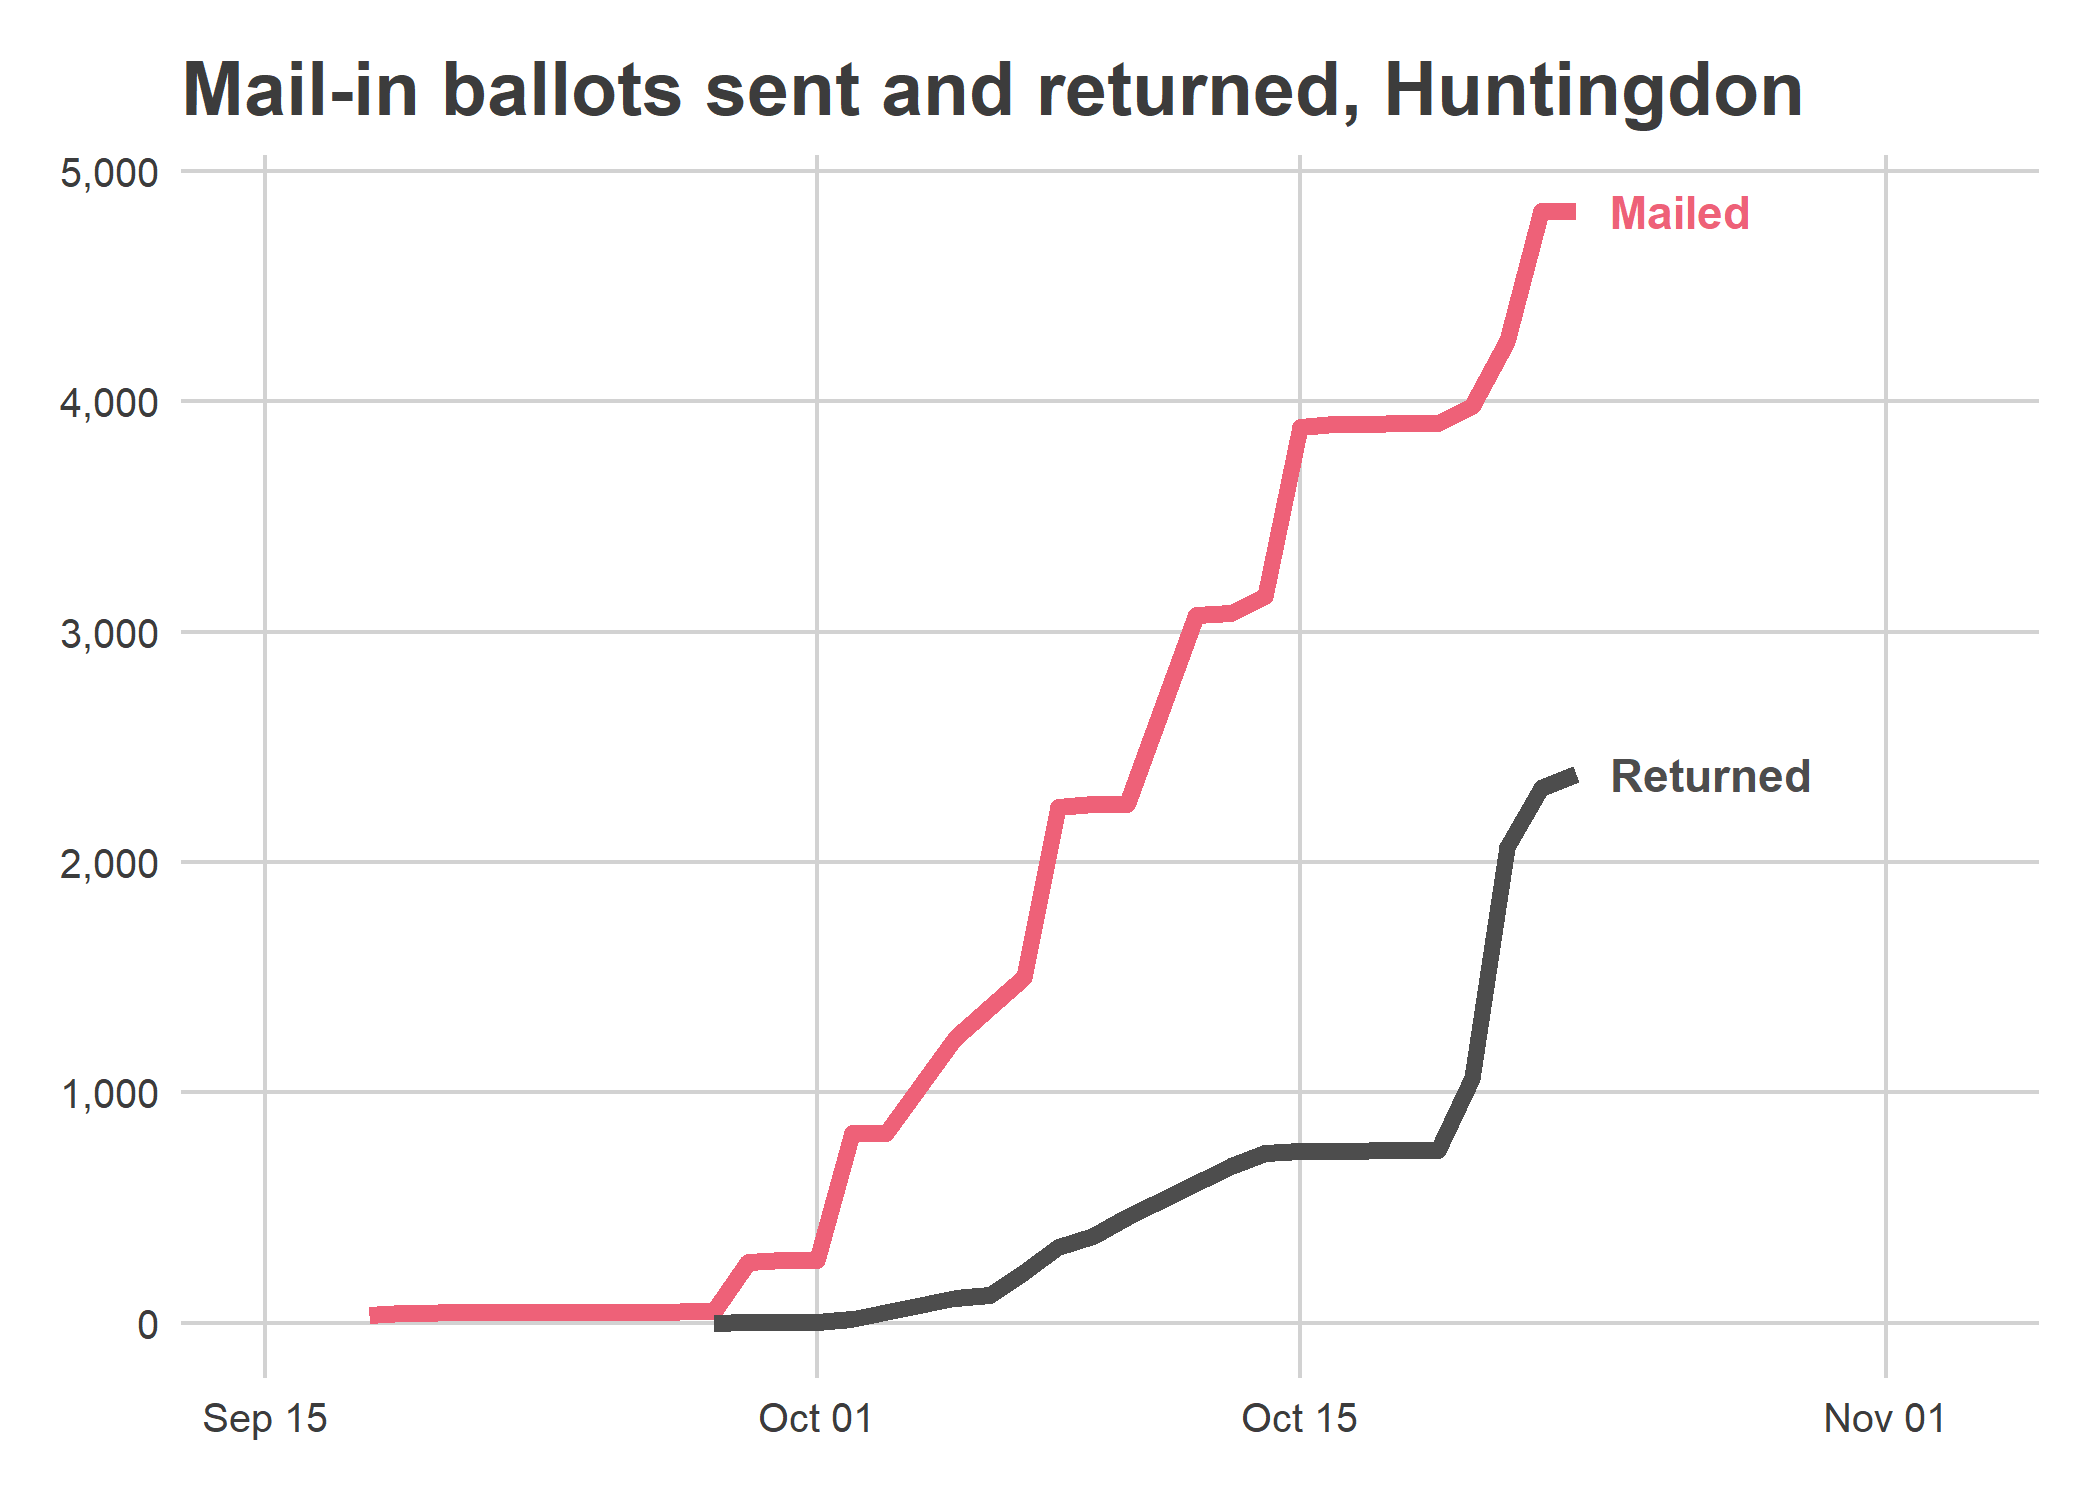 Mail-in ballots sent and returned, Huntingdon
5,000
Mailed
4,000
3,000
Returned
2,000
1,000
0
Sep 15 Oct 01 Oct 15 Nov 01